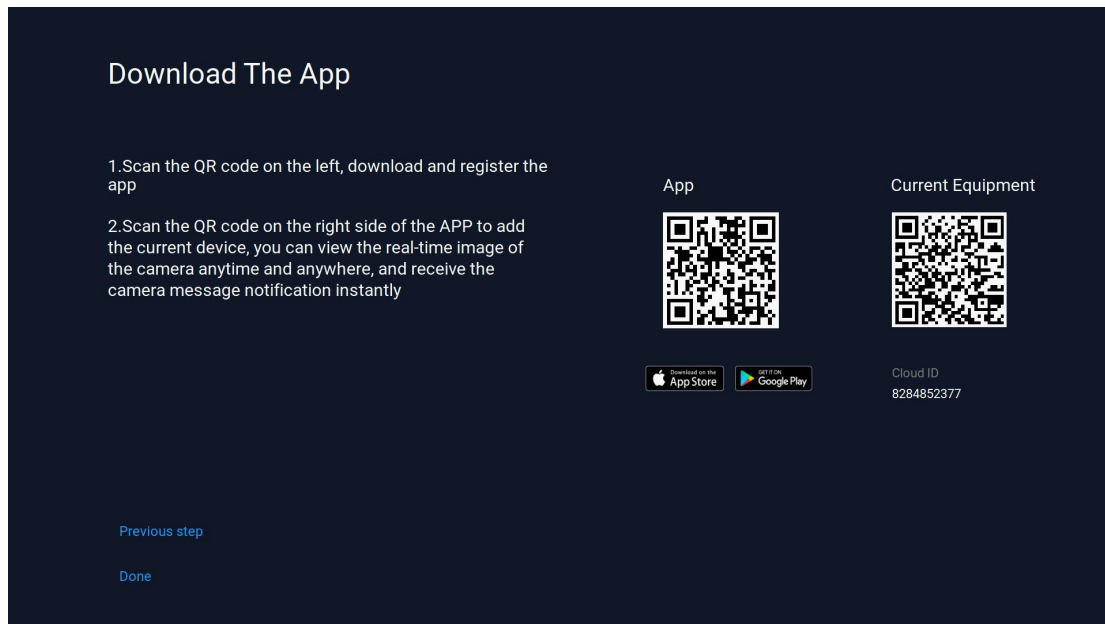 Download The App
1.Scan the QR code on the left, download and register the
app
2.Scan the QR code on the right side of the APP to add
the current device, you can view the real-time image of
the camera anytime and anywhere, and receive the
camera message notification instantly
App
Current Equipment
Download on the
App Store
GET IT ON
Google Play
Cloud ID
8284852377
Previous step
Done